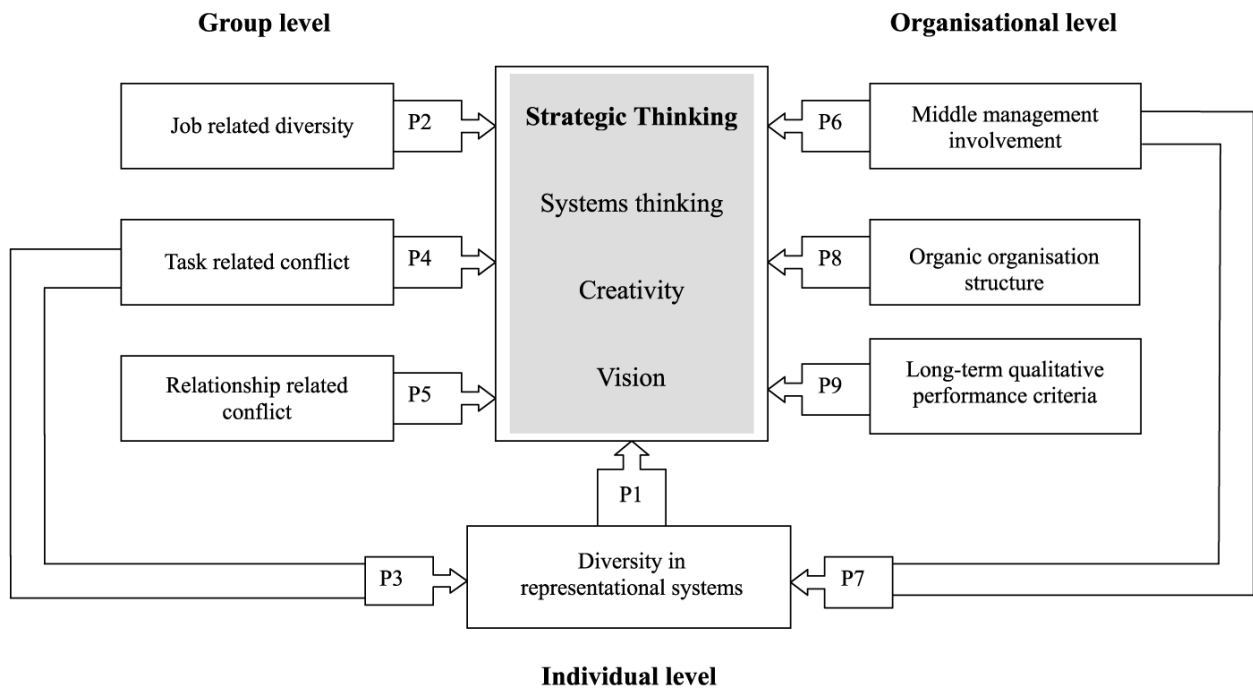 Group level
Organisational level
Job related diversity
P2
Strategic Thinking
P6
Middle management
involvement
Systems thinking
Task related conflict
P4
P8
Organic organisation
structure
Creativity
Relationship related
conflict
P5
Vision
P9
Long-term qualitative
performance criteria
P1
P3
Diversity in
representational systems
P7
Individual level